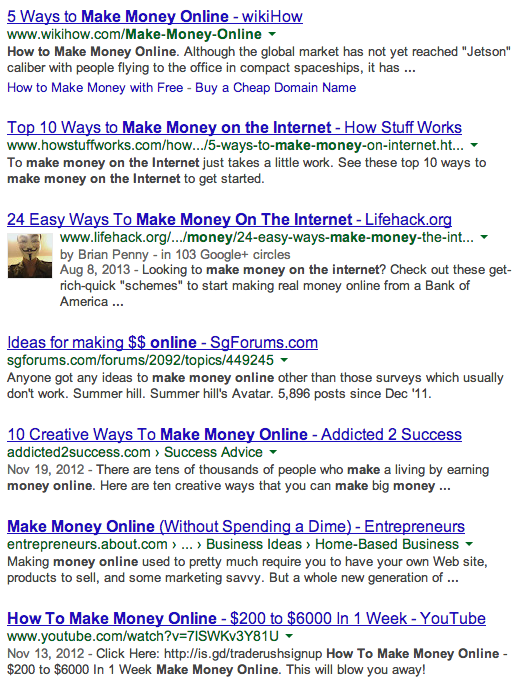 5 Ways to Make Money Online - wikiHow
www.wikihow.com/Make-Money-Online
How to Make Money Online. Although the global market has not yet reached "Jetson"
caliber with people flying to the office in compact spaceships, it has ...
How to Make Money with Free - Buy a Cheap Domain Name
Top 10 Ways to Make Money on the Internet - How Stuff Works
www.howstuffworks.com/how.../5-ways-to-make-money-on-internet.ht...
To make money on the Internet just takes a little work. See these top 10 ways to
make money on the Internet to get started.
24 Easy Ways To Make Money On The Internet - Lifehack.org
www.lifehack.org/.../money/24-easy-ways-make-money-the-int...
by Brian Penny - in 103 Google+ circles
Aug 8, 2013 - Looking to make money on the internet? Check out these get-
rich-quick "schemes" to start making real money online from a Bank of
America ...
Ideas for making $$ online - SgForums.com
sgforums.com/forums/2092/topics/449245
Anyone got any ideas to make money online other than those surveys which usually
don't work. Summer hill. Summer hill's Avatar. 5,896 posts since Dec '11.
10 Creative Ways To Make Money Online - Addicted 2 Success
addicted2success.com › Success Advice
Nov 19, 2012 - There are tens of thousands of people who make a living by earning
money online. Here are ten creative ways that you can make big money ...
Make Money Online (Without Spending a Dime) - Entrepreneurs
entrepreneurs.about.com › ... › Business Ideas › Home-Based Business
Making money online used to pretty much require you to have your own Web site,
products to sell, and some marketing savvy. But a whole new generation of ...
How To Make Money Online - $200 to $6000 In 1 Week - YouTube
www.youtube.com/watch?v=7lSWKv3Y81U
Nov 13, 2012 - Click Here: http://is.gd/traderushsignup How To Make Money Online -
$200 to $6000 In 1 Week Make Money Online. This will blow you away!